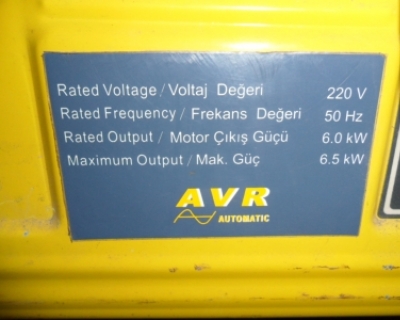 Rated Voltage / Voltaj Değeri 220 V
Rated Frequency / Frekans Değeri 50 Hz
Rated Output / Motor Çıkış Güçü 6.0 kW
Maximum Output / Mak. Güç 6.5 kW
AVR
AUTOMATIC